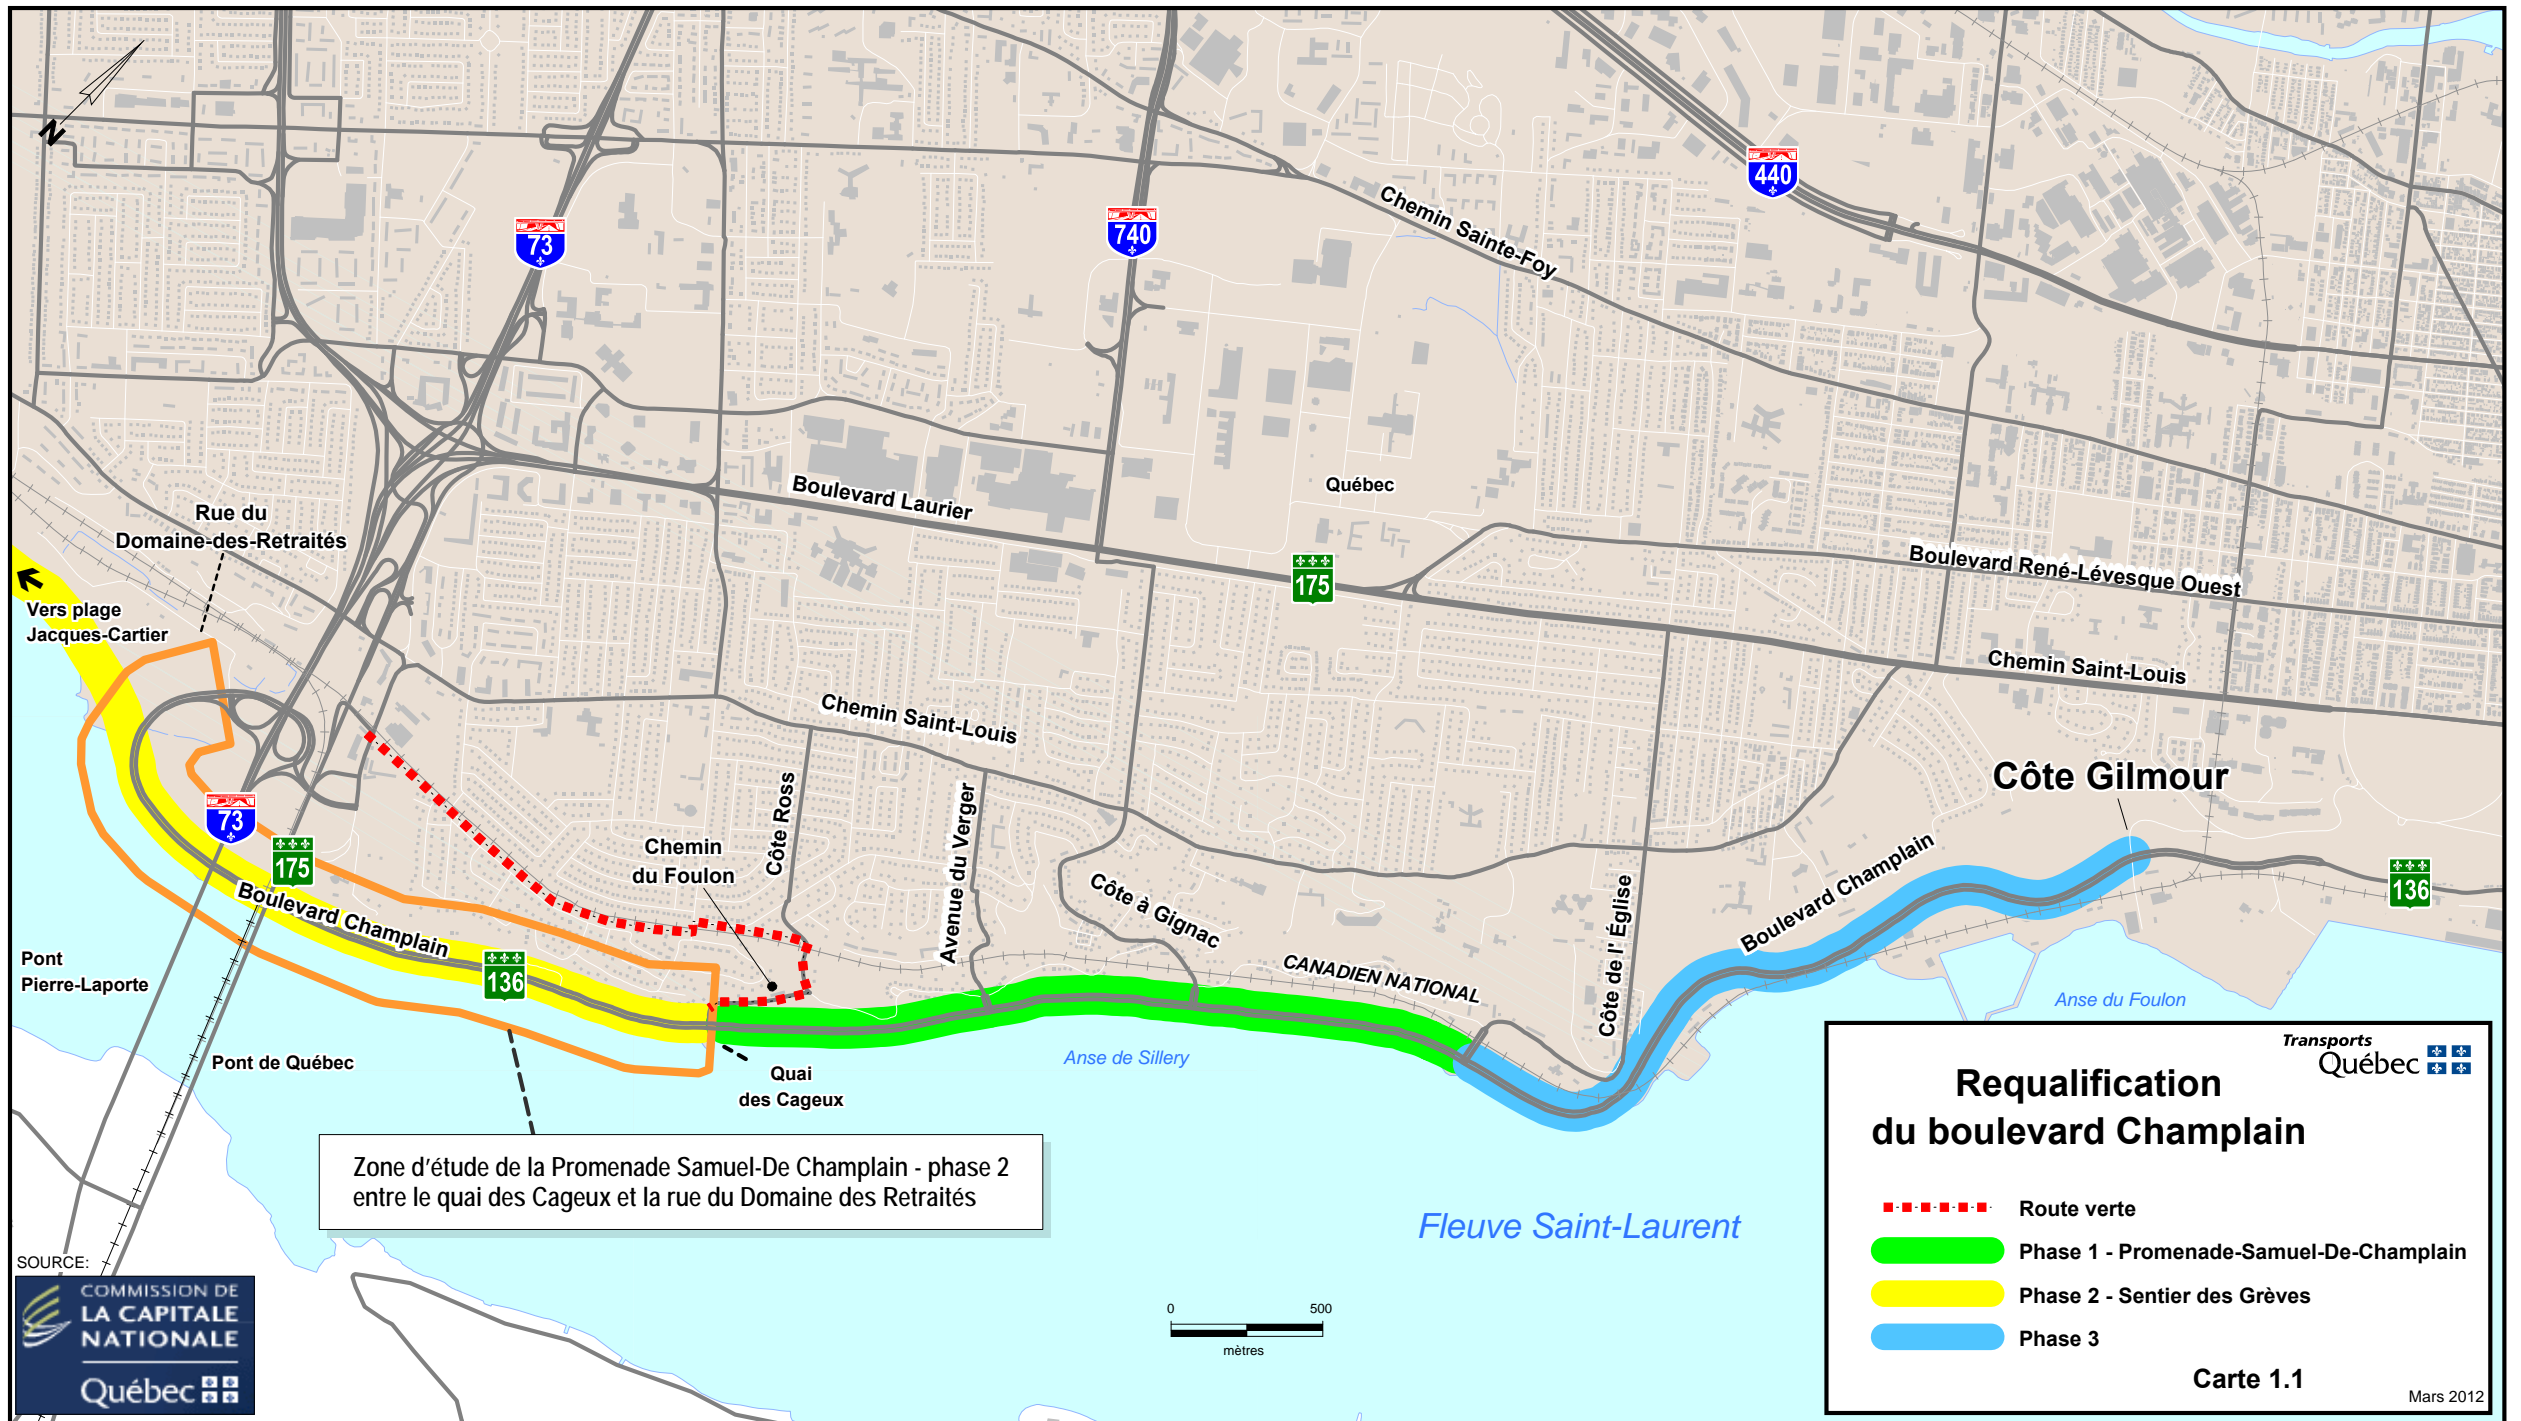 N
73
740
440
Chemin Sainte-Foy
Boulevard Laurier
Québec
175
Boulevard René-Lévesque Ouest
Rue du
Domaine-des-Retraités
Vers plage
Jacques-Cartier
Chemin Saint-Louis
Chemin Saint-Louis
Côte Gilmour
73
175
Boulevard Champlain
136
Chemin
du Foulon
Côte Ross
Avenue du Verger
Côte à Gignac
CANADIEN NATIONAL
Côte de l' Église
Boulevard Champlain
136
Pont
Pierre-Laporte
Pont de Québec
Quai
des Cageux
Anse de Sillery
Anse du Foulon
Zone d'étude de la Promenade Samuel-De Champlain - phase 2
entre le quai des Cageux et la rue du Domaine des Retraités
Fleuve Saint-Laurent
0 500
mètres
SOURCE:
COMMISSION DE
LA CAPITALE
NATIONALE
Québec
Transports
Québec
Requalification
du boulevard Champlain
Route verte
Phase 1 - Promenade-Samuel-De-Champlain
Phase 2 - Sentier des Grèves
Phase 3
Carte 1.1
Mars 2012